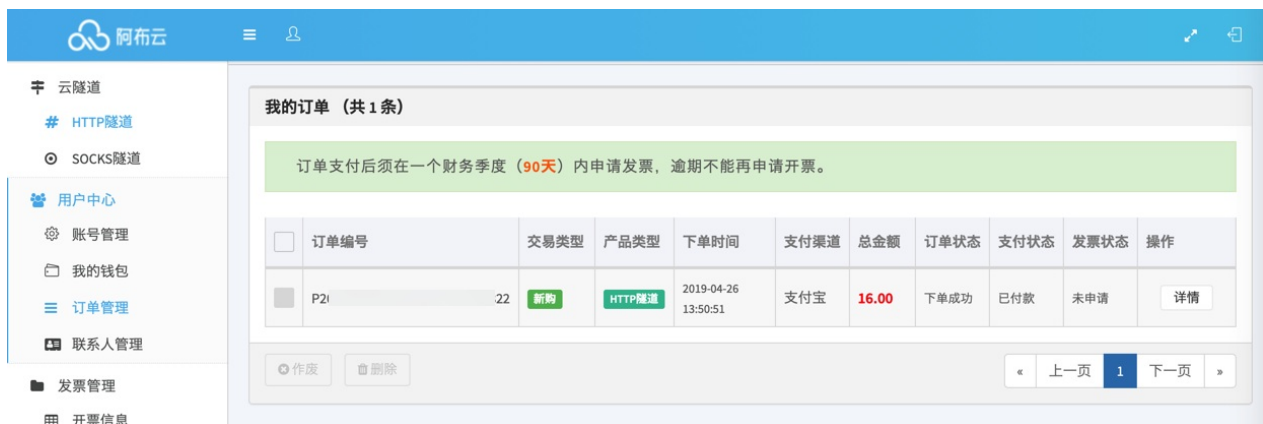 阿布云
云隧道
HTTP隧道
SOCKS隧道
用户中心
账号管理
我的钱包
订单管理
联系人管理
发票管理
开票信息
我的订单 （共1条）
订单支付后须在一个财务季度（90天）内申请发票，逾期不能再申请开票。
订单编号 交易类型 产品类型 下单时间 支付渠道 总金额 订单状态 支付状态 发票状态 操作
P2 22 新购 HTTP隧道 2019-04-26 支付宝 16.00 下单成功 已付款 未申请 详情
13:50:51
作废 删除 « 上一页 1 下一页 »